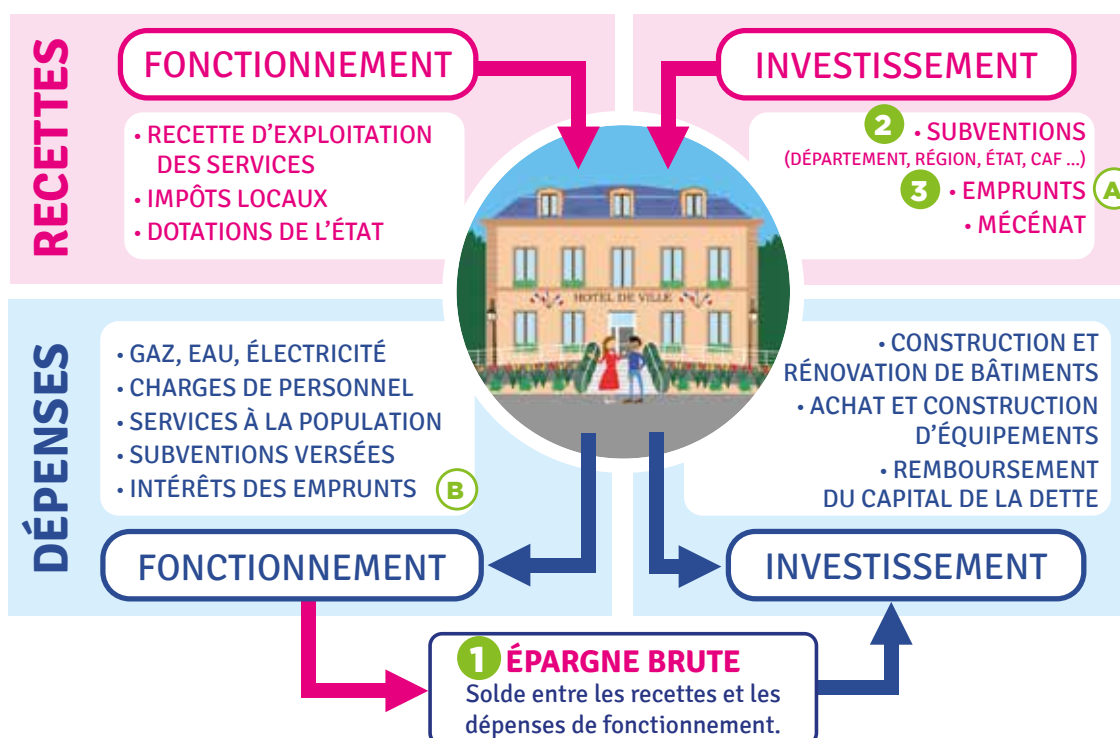 RECETTES
FONCTIONNEMENT
• RECETTE D'EXPLOITATION
DES SERVICES
• IMPÔTS LOCAUX
• DOTATIONS DE L'ÉTAT
INVESTISSEMENT
2 • SUBVENTIONS
(DÉPARTEMENT, RÉGION, ÉTAT, CAF ...)
3 • EMPRUNTS A
• MÉCÉNAT
HOTEL DE VILLE
DÉPENSES
• GAZ, EAU, ÉLECTRICITÉ
• CHARGES DE PERSONNEL
• SERVICES À LA POPULATION
• SUBVENTIONS VERSÉES
• INTÉRÊTS DES EMPRUNTS B
FONCTIONNEMENT
• CONSTRUCTION ET
RÉNOVATION DE BÂTIMENTS
• ACHAT ET CONSTRUCTION
D'ÉQUIPEMENTS
• REMBOURSEMENT
DU CAPITAL DE LA DETTE
INVESTISSEMENT
1 ÉPARGNE BRUTE
Solde entre les recettes et les
dépenses de fonctionnement.